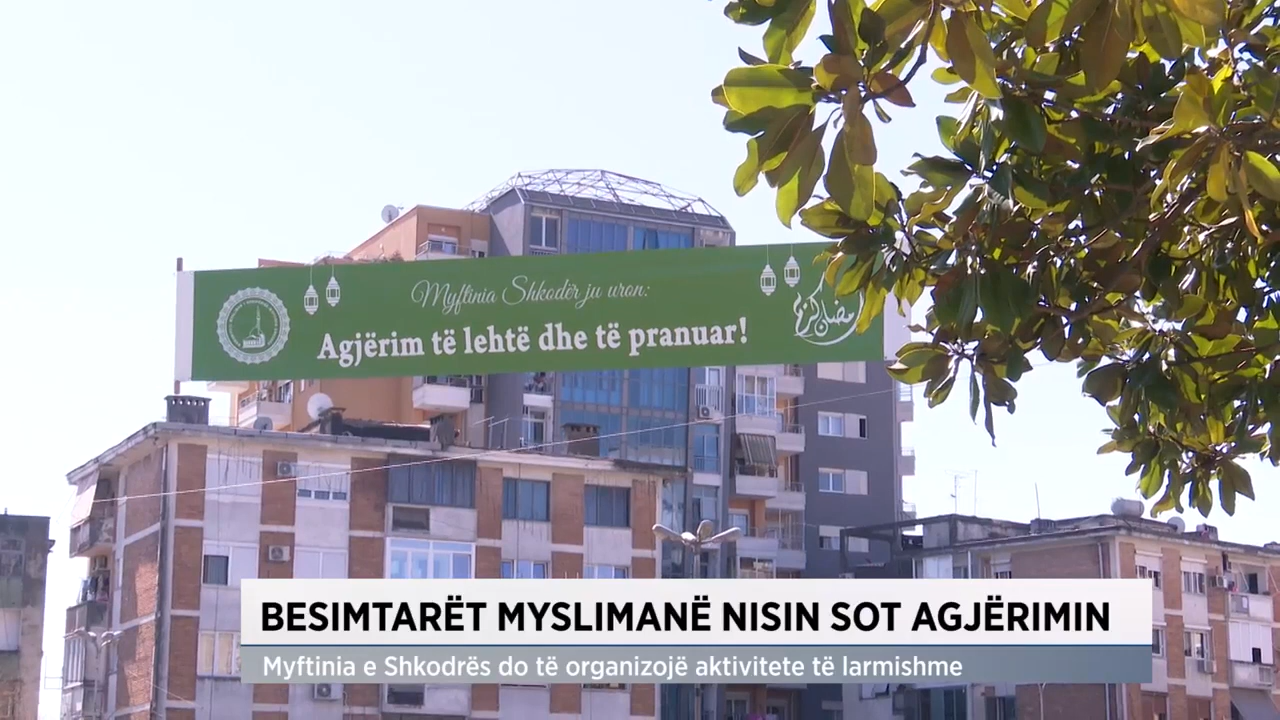 Myftinia Shkodër ju uron:
Agjërim të lehtë dhe të pranuar!
BESIMTARËT MYSLIMANË NISIN SOT AGJËRIMIN
Myftinia e Shkodrës do të organizojë aktivitete të larmishme